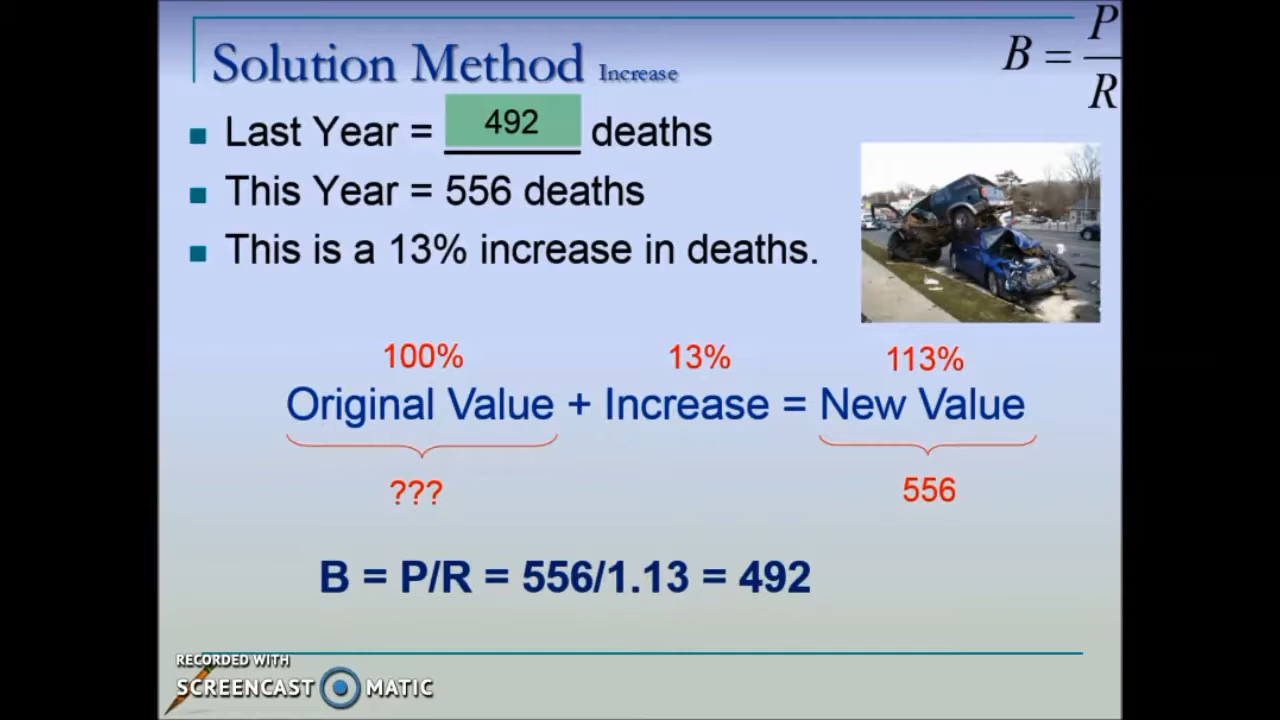 Solution Method Increase
B = P/R
Last Year = 492 deaths
This Year = 556 deaths
This is a 13% increase in deaths.
100% 13% 113%
Original Value + Increase = New Value
??? 556
B = P/R = 556/1.13 = 492
RECORDED WITH
SCREENCAST MATIC